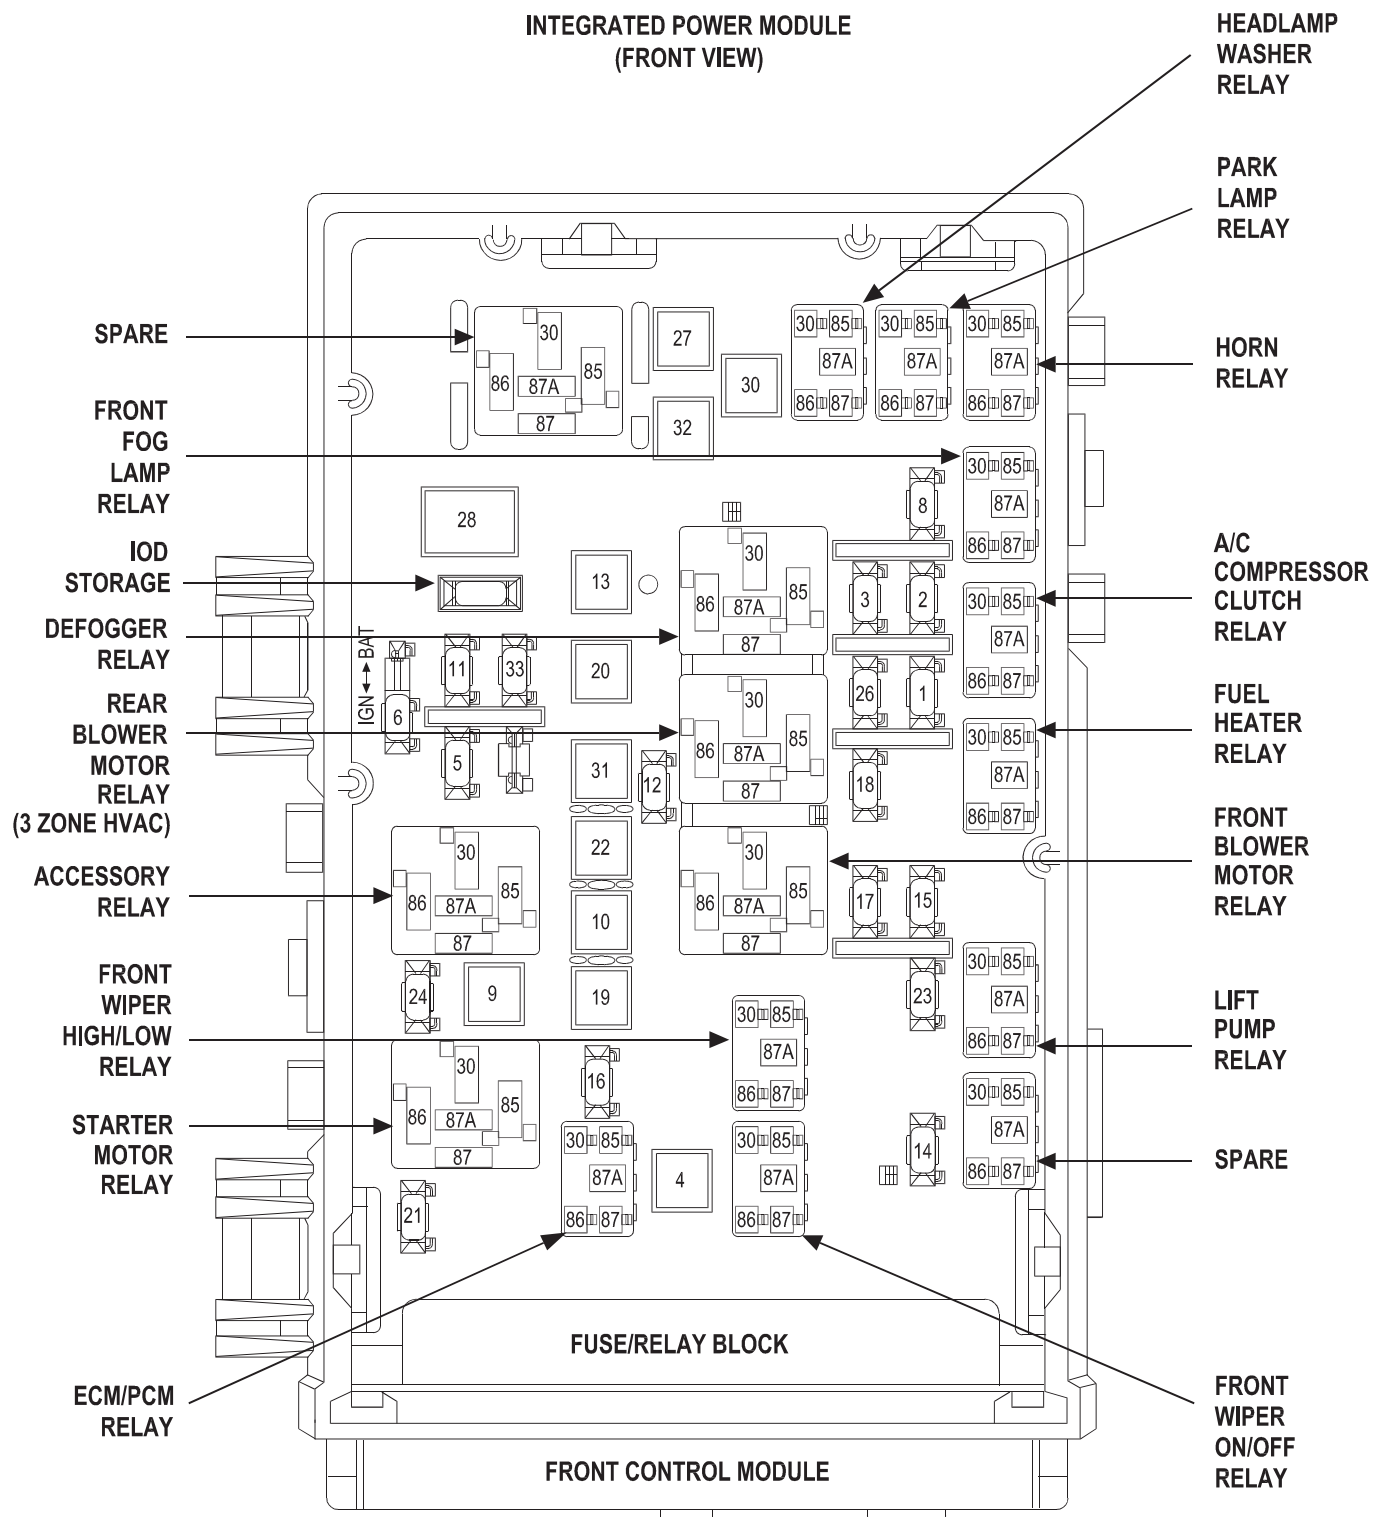 INTEGRATED POWER MODULE
(FRONT VIEW)
HEADLAMP
WASHER
RELAY
PARK
LAMP
RELAY
HORN
RELAY
A/C
COMPRESSOR
CLUTCH
RELAY
FUEL
HEATER
RELAY
FRONT
BLOWER
MOTOR
RELAY
LIFT
PUMP
RELAY
SPARE
FRONT
WIPER
ON/OFF
RELAY
SPARE
FRONT
FOG
LAMP
RELAY
IOD
STORAGE
DEFOGGER
RELAY
REAR
BLOWER
MOTOR
RELAY
(3 ZONE HVAC)
ACCESSORY
RELAY
FRONT
WIPER
HIGH/LOW
RELAY
STARTER
MOTOR
RELAY
ECM/PCM
RELAY
30
86
87A
85
87
27
30
32
30 85
87A
86 87
30 85
87A
86 87
30 85
87A
86 87
30 85
87A
86 87
8
28
13
30
86
87A
85
87
3
2
30 85
87A
86 87
IGN BAT
11
33
20
6
5
30
86
87A
85
87
26
1
30 85
87A
86 87
31
12
18
22
30
86
87A
85
87
30
86
87A
85
87
10
17
15
24
9
19
23
30 85
87A
86 87
30 85
87A
86 87
30
86
87A
85
87
16
30 85
87A
86 87
30 85
87A
86 87
4
30 85
87A
86 87
14
21
FUSE/RELAY BLOCK
FRONT CONTROL MODULE